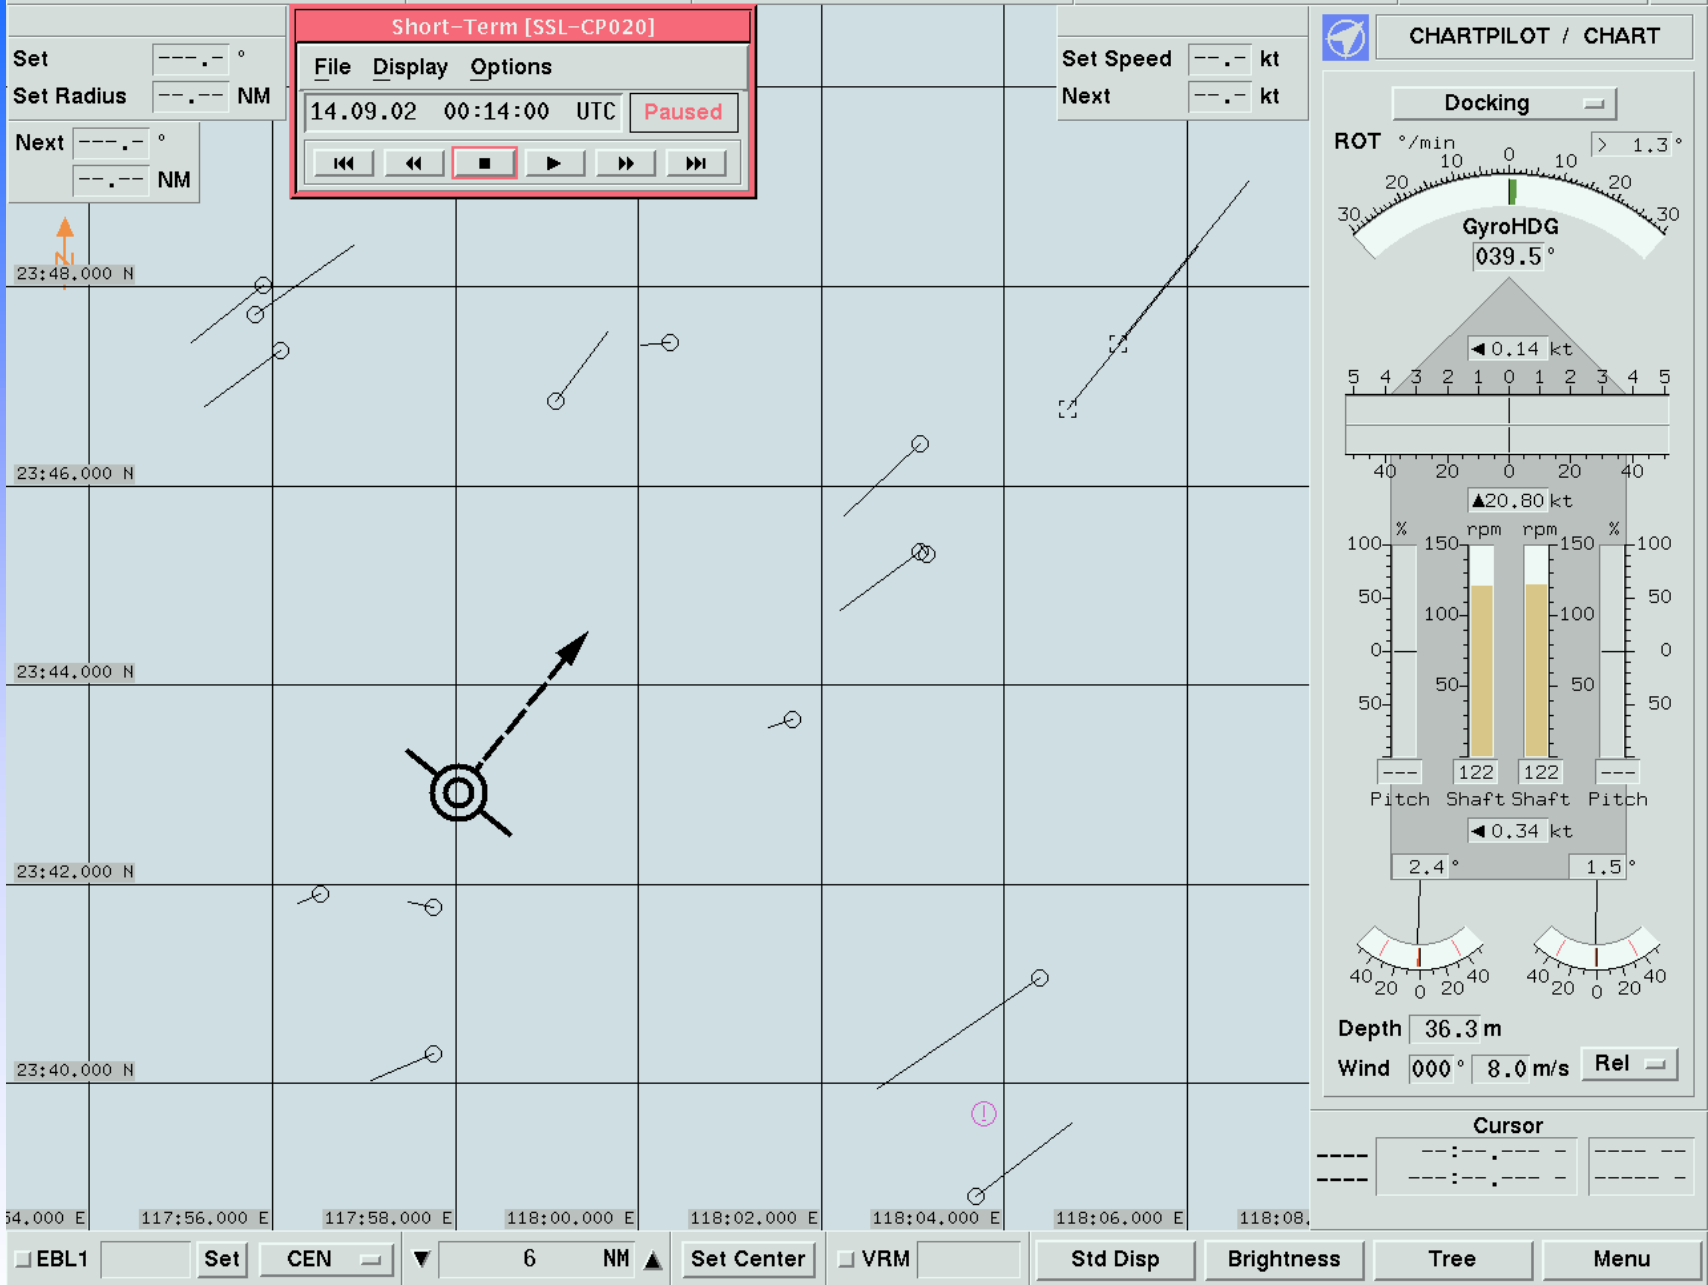 Short-Term [SSL-CP020]
File Display Options
14.09.02 00:14:00 UTC Paused
Set ---.- °
Set Radius --.-- NM
Next ---.- °
--.-- NM
Set Speed --.- kt
Next --.- kt
N
23:48.000 N
23:46.000 N
23:44.000 N
23:42.000 N
23:40.000 N
!
54.000 E 117:56.000 E 117:58.000 E 118:00.000 E 118:02.000 E 118:04.000 E 118:06.000 E 118:08.
EBL1 Set CEN 6 NM Set Center VRM Std Disp Brightness Tree Menu
CHARTPILOT / CHART
Docking
ROT °/min > 1.3°
30 20 10 0 10 20 30
GyroHDG
039.5°
◄0.14 kt
5 4 3 2 1 0 1 2 3 4 5
40 20 0 20 40
▲20.80 kt
% rpm rpm %
100 150 150 100
50 100 100 50
0 0
50 50 50 50
--- 122 122 ---
Pitch Shaft Shaft Pitch
◄0.34 kt
2.4° 1.5°
40 20 0 20 40 40 20 0 20 40
Depth 36.3 m
Wind 000° 8.0 m/s Rel
Cursor
---- --:--.--- - ---- --
---- --:--.--- - ---- --